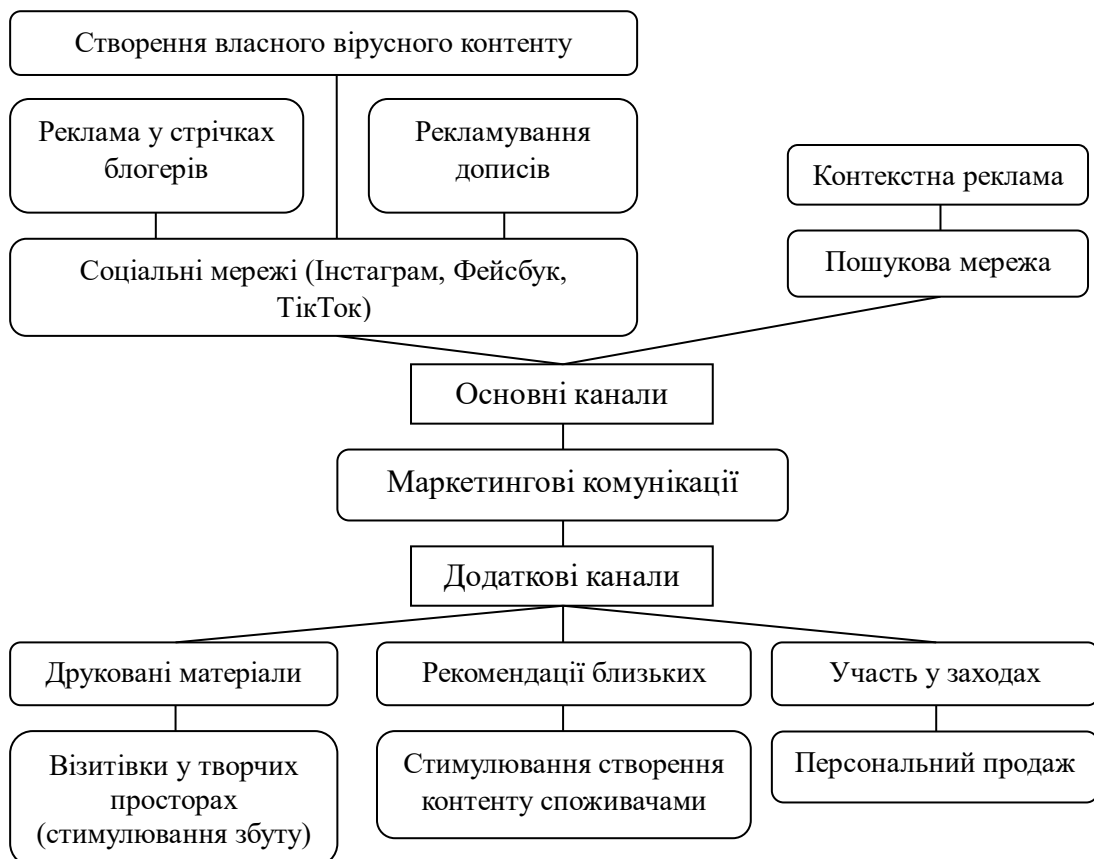 Створення власного вірусного контенту
Реклама у стрічках
блогерів
Рекламування
дописів
Контекстна реклама
Соціальні мережі (Інстаграм, Фейсбук,
ТікТок)
Пошукова мережа
Основні канали
Маркетингові комунікації
Додаткові канали
Друковані матеріали
Рекомендації близьких
Участь у заходах
Візитівки у творчих
просторах
(стимулювання збуту)
Стимулювання створення
контенту споживачами
Персональний продаж